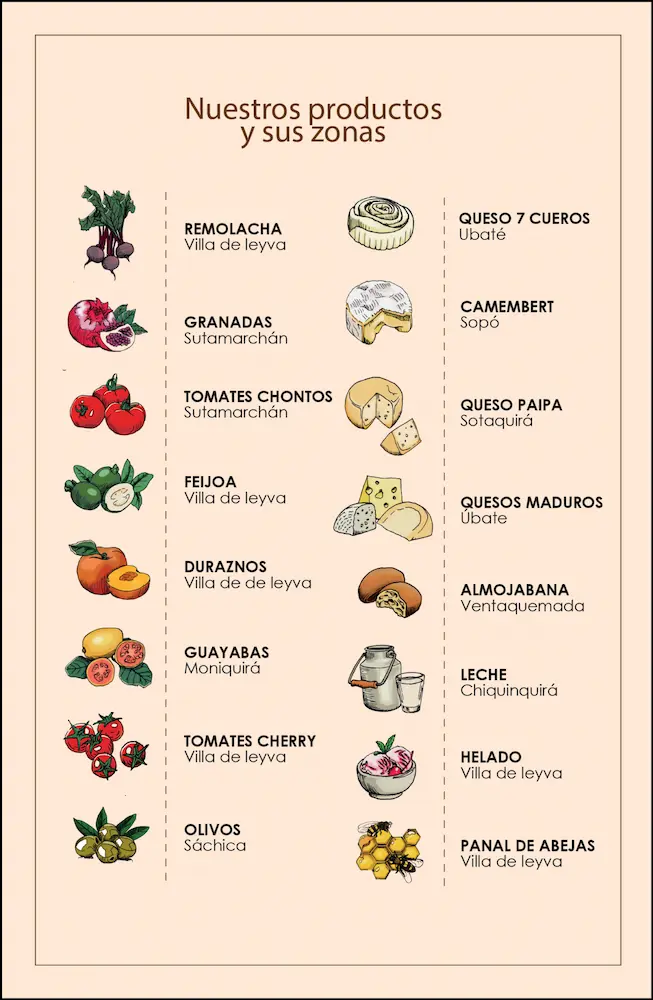 Nuestros productos
y sus zonas
REMOLACHA
Villa de leyva
GRANADAS
Sutamarchán
TOMATES CHONTOS
Sutamarchán
FEIJOA
Villa de leyva
DURAZNOS
Villa de de leyva
GUAYABAS
Moniquirá
TOMATES CHERRY
Villa de leyva
OLIVOS
Sáchica
QUESO 7 CUEROS
Ubaté
CAMEMBERT
Sopó
QUESO PAIPA
Sotaquirá
QUESOS MADUROS
Úbate
ALMOJABANA
Ventaquemada
LECHE
Chiquinquirá
HELADO
Villa de leyva
PANAL DE ABEJAS
Villa de leyva